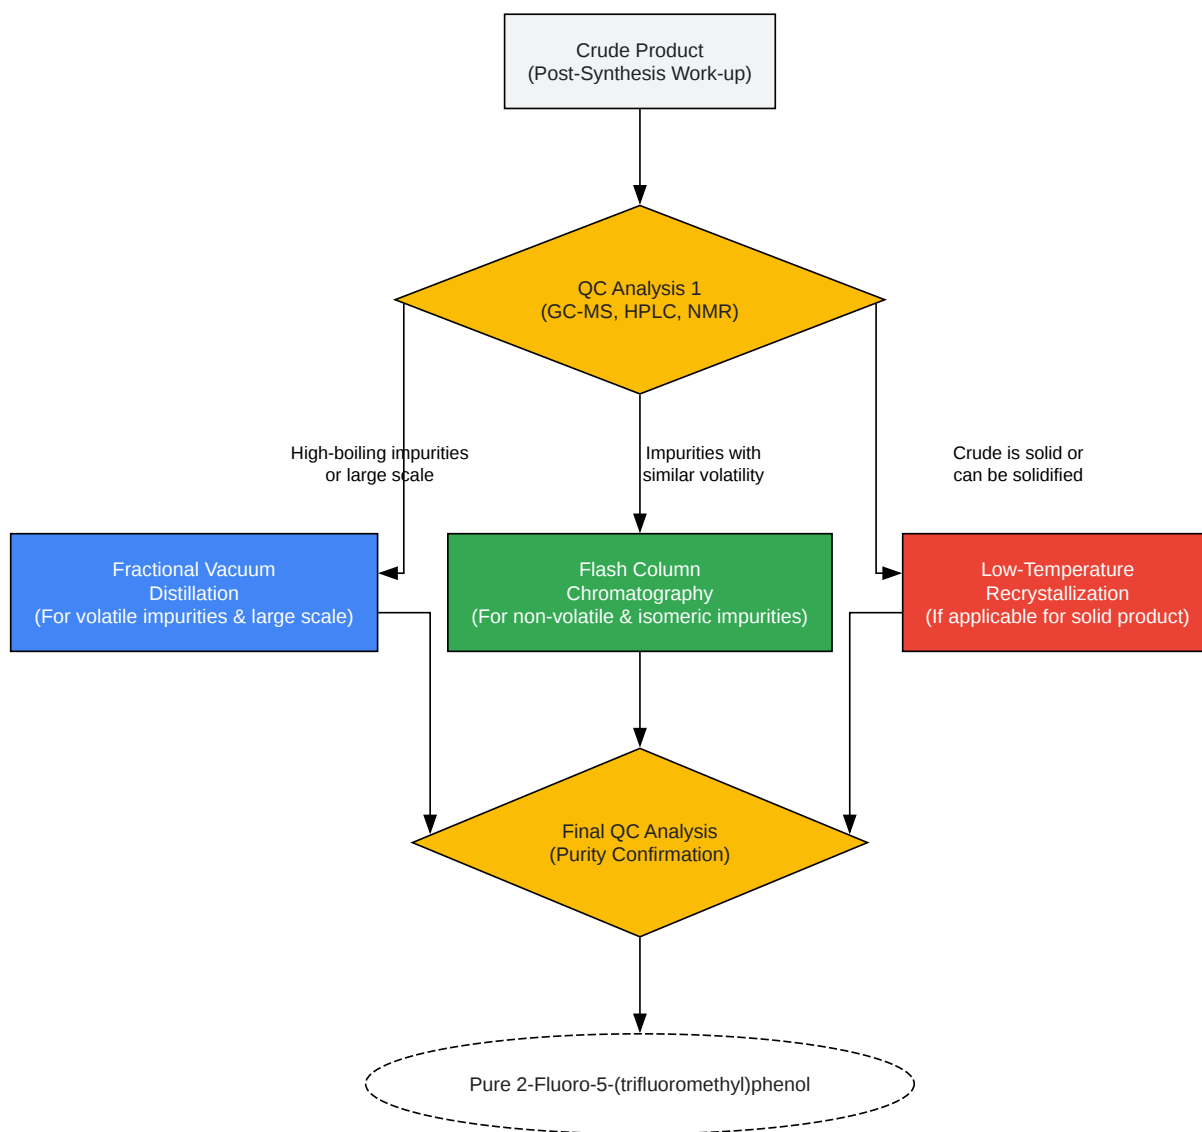 Crude Product
(Post-Synthesis Work-up)
QC Analysis 1
(GC-MS, HPLC, NMR)
High-boiling impurities
or large scale
Impurities with
similar volatility
Crude is solid or
can be solidified
Fractional Vacuum
Distillation
(For volatile impurities & large scale)
Flash Column
Chromatography
(For non-volatile & isomeric impurities)
Low-Temperature
Recrystallization
(If applicable for solid product)
Final QC Analysis
(Purity Confirmation)
Pure 2-Fluoro-5-(trifluoromethyl)phenol